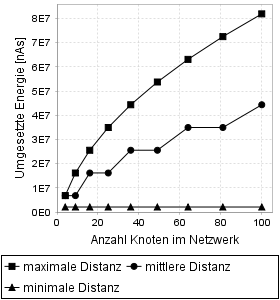 Umgesetzte Energie [nAs]
8E7
7E7
6E7
5E7
4E7
3E7
2E7
1E7
0E0
0 20 40 60 80 100
Anzahl Knoten im Netzwerk
maximale Distanz mittlere Distanz
minimale Distanz